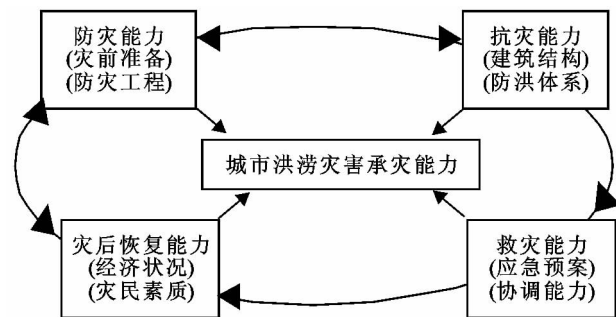 防灾能力
(灾前准备)
(防灾工程)
抗灾能力
(建筑结构)
(防洪体系)
城市洪涝灾害承灾能力
灾后恢复能力
(经济状况)
(灾民素质)
救灾能力
(应急预案)
(协调能力)